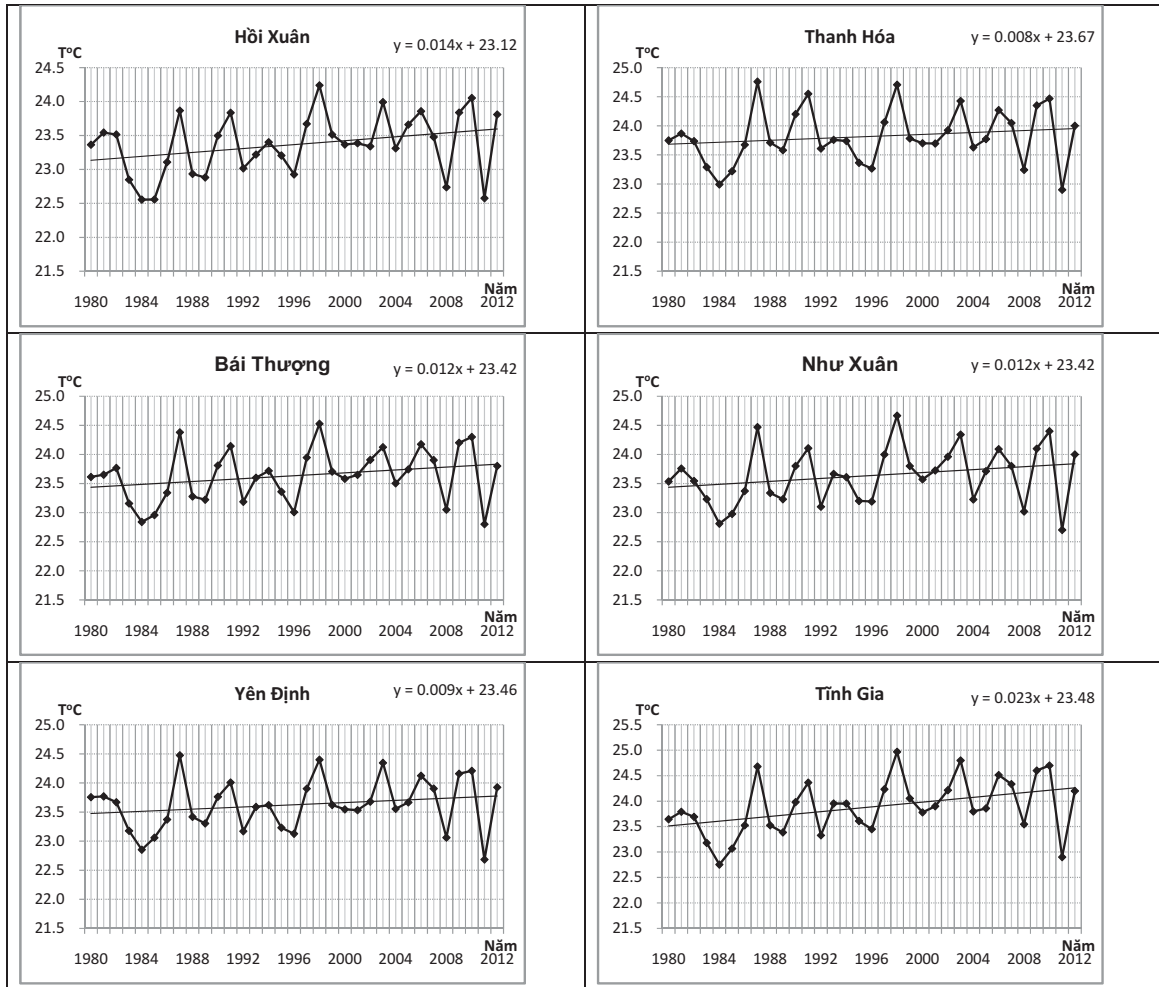 Hồi Xuân
y = 0.014x + 23.12
TºC
24.5
24.0
23.5
23.0
22.5
22.0
21.5
Năm
1980 1984 1988 1992 1996 2000 2004 2008 2012
Thanh Hóa
y = 0.008x + 23.67
TºC
25.0
24.5
24.0
23.5
23.0
22.5
22.0
21.5
Năm
1980 1984 1988 1992 1996 2000 2004 2008 2012
Bái Thượng
y = 0.012x + 23.42
TºC
25.0
24.5
24.0
23.5
23.0
22.5
22.0
21.5
Năm
1980 1984 1988 1992 1996 2000 2004 2008 2012
Như Xuân
y = 0.012x + 23.42
TºC
25.0
24.5
24.0
23.5
23.0
22.5
22.0
21.5
Năm
1980 1984 1988 1992 1996 2000 2004 2008 2012
Yên Định
y = 0.009x + 23.46
TºC
25.0
24.5
24.0
23.5
23.0
22.5
22.0
21.5
Năm
1980 1984 1988 1992 1996 2000 2004 2008 2012
Tĩnh Gia
y = 0.023x + 23.48
TºC
25.5
25.0
24.5
24.0
23.5
23.0
22.5
22.0
21.5
Năm
1980 1984 1988 1992 1996 2000 2004 2008 2012